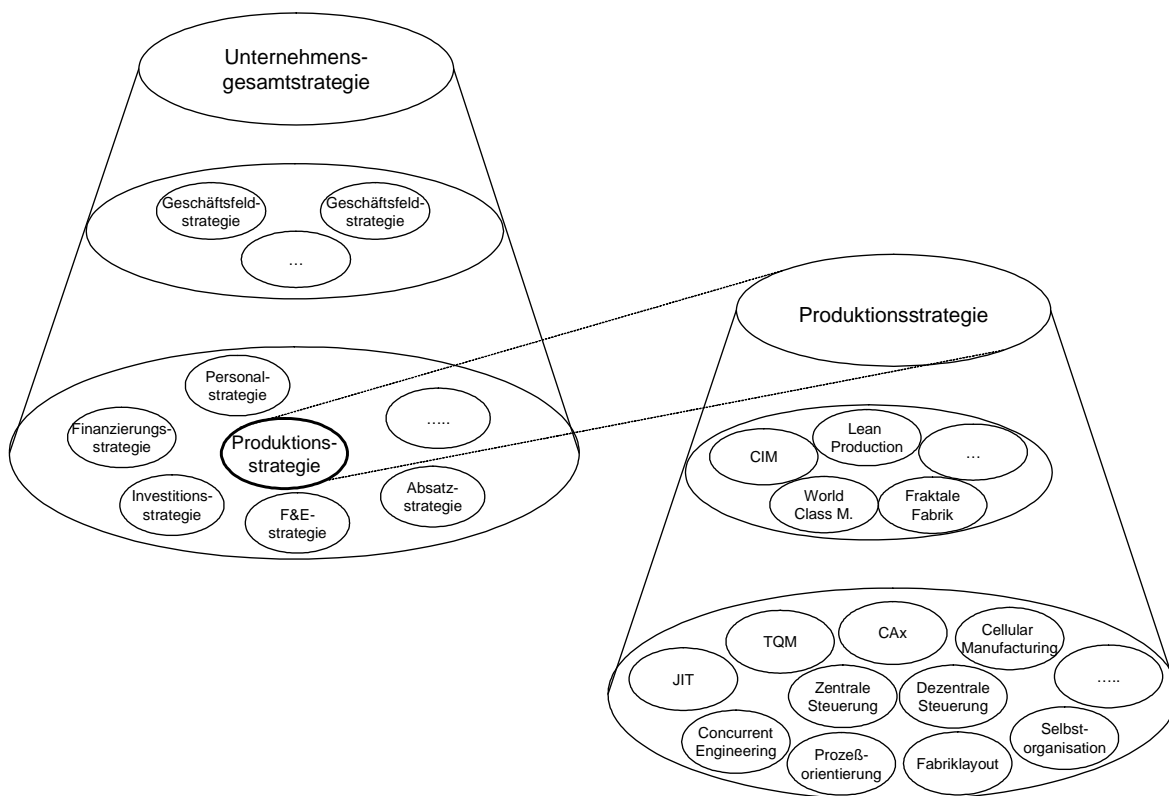 Unternehmens-
gesamtstrategie
Geschäftsfeld-
strategie
Geschäftsfeld-
strategie
…
Personal-
strategie
Finanzierungs-
strategie
Produktions-
strategie
…..
Investitions-
strategie
F&E-
strategie
Absatz-
strategie
Produktionsstrategie
CIM
Lean
Production
…
World
Class M.
Fraktale
Fabrik
JIT
TQM
CAx
Cellular
Manufacturing
…..
Zentrale
Steuerung
Dezentrale
Steuerung
Concurrent
Engineering
Prozeß-
orientierung
Fabriklayout
Selbst-
organisation